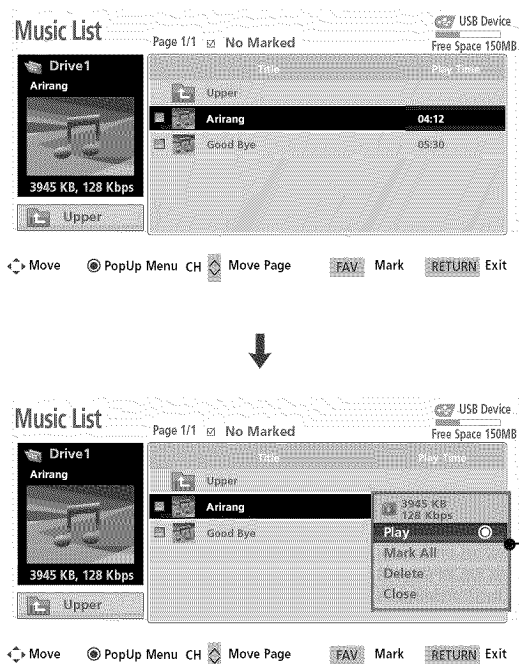 Music List
Page 1/1 No Marked
USB Device
Free Space 150MB
Drive1
Arirang
3945 KB, 128 Kbps
Upper
Title Play Time
Upper
Arirang 04:12
Good Bye 05:30
Move PopUp Menu CH Move Page FAV Mark RETURN Exit
Music List
Page 1/1 No Marked
USB Device
Free Space 150MB
Drive1
Arirang
3945 KB, 128 Kbps
Upper
Title Play Time
Upper
Arirang
Good Bye
3945 KB
128 Kbps
Play
Mark All
Delete
Close
Move PopUp Menu CH Move Page FAV Mark RETURN Exit